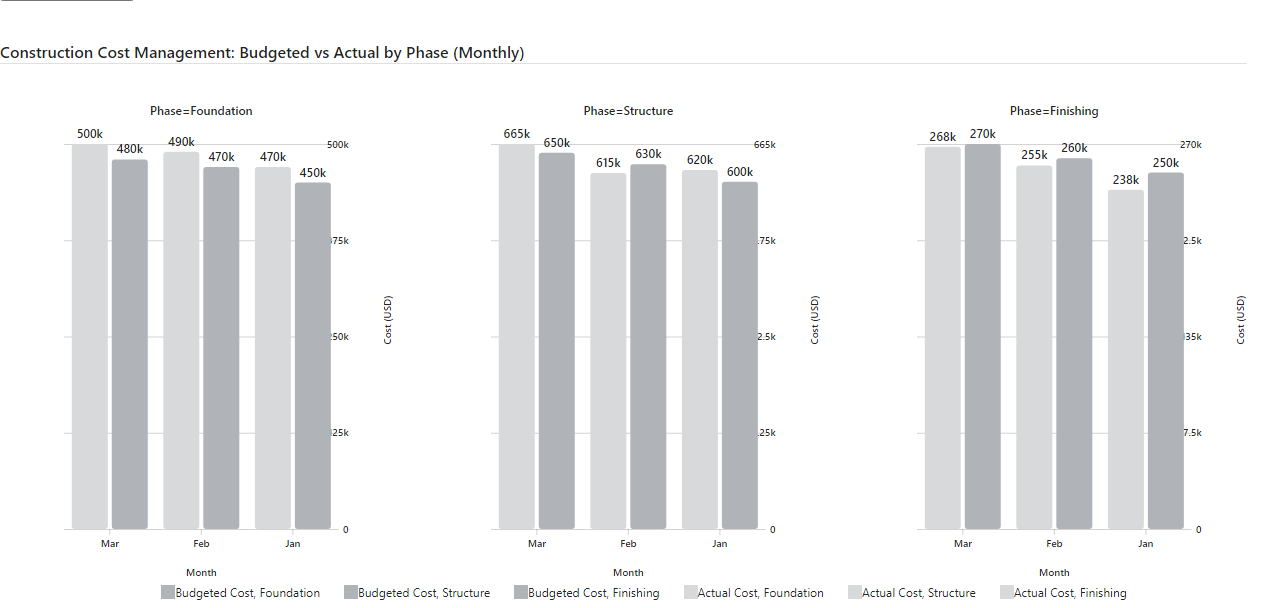 Construction Cost Management: Budgeted vs Actual by Phase (Monthly)
Phase=Foundation
500k
480k
490k
470k
470k
450k
500k
250k
0
Cost (USD)
Mar
Feb
Jan
Month
Phase=Structure
665k
650k
615k
630k
620k
600k
665k
0
Cost (USD)
Mar
Feb
Jan
Month
Phase=Finishing
268k
270k
255k
260k
238k
250k
270k
0
Cost (USD)
Mar
Feb
Jan
Month
Budgeted Cost, Foundation
Budgeted Cost, Structure
Budgeted Cost, Finishing
Actual Cost, Foundation
Actual Cost, Structure
Actual Cost, Finishing